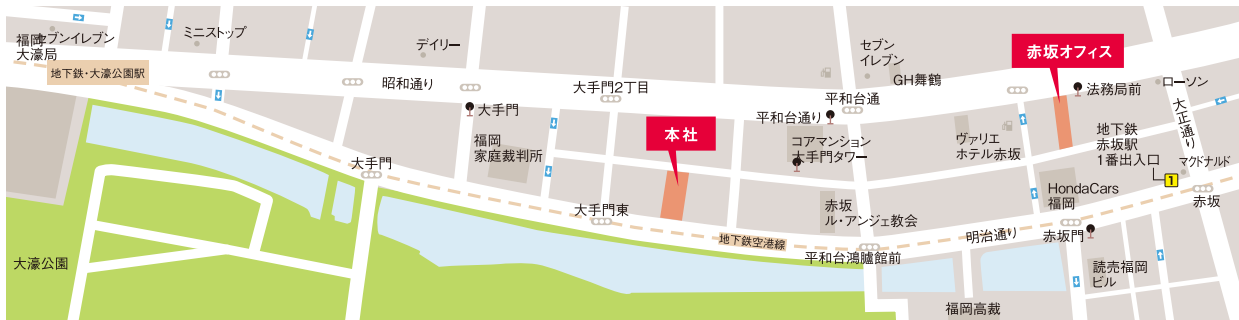 福岡
大濠局
セブンイレブン
ミニストップ
デイリー
地下鉄・大濠公園駅
昭和通り
大手門
福岡
家庭裁判所
大手門2丁目
本社
平和台通り
平和台通
セブン
イレブン
GH舞鶴
赤坂オフィス
法務局前
ローソン
大正通り
コアマンション
大手門タワー
ヴァリエ
ホテル赤坂
地下鉄
赤坂駅
1番出入口
マクドナルド
1
HondaCars
福岡
赤坂
大手門
大手門東
地下鉄空港線
赤坂
ル・アンジェ教会
平和台鴻臚館前
明治通り
赤坂門
読売福岡
ビル
福岡高裁
大濠公園